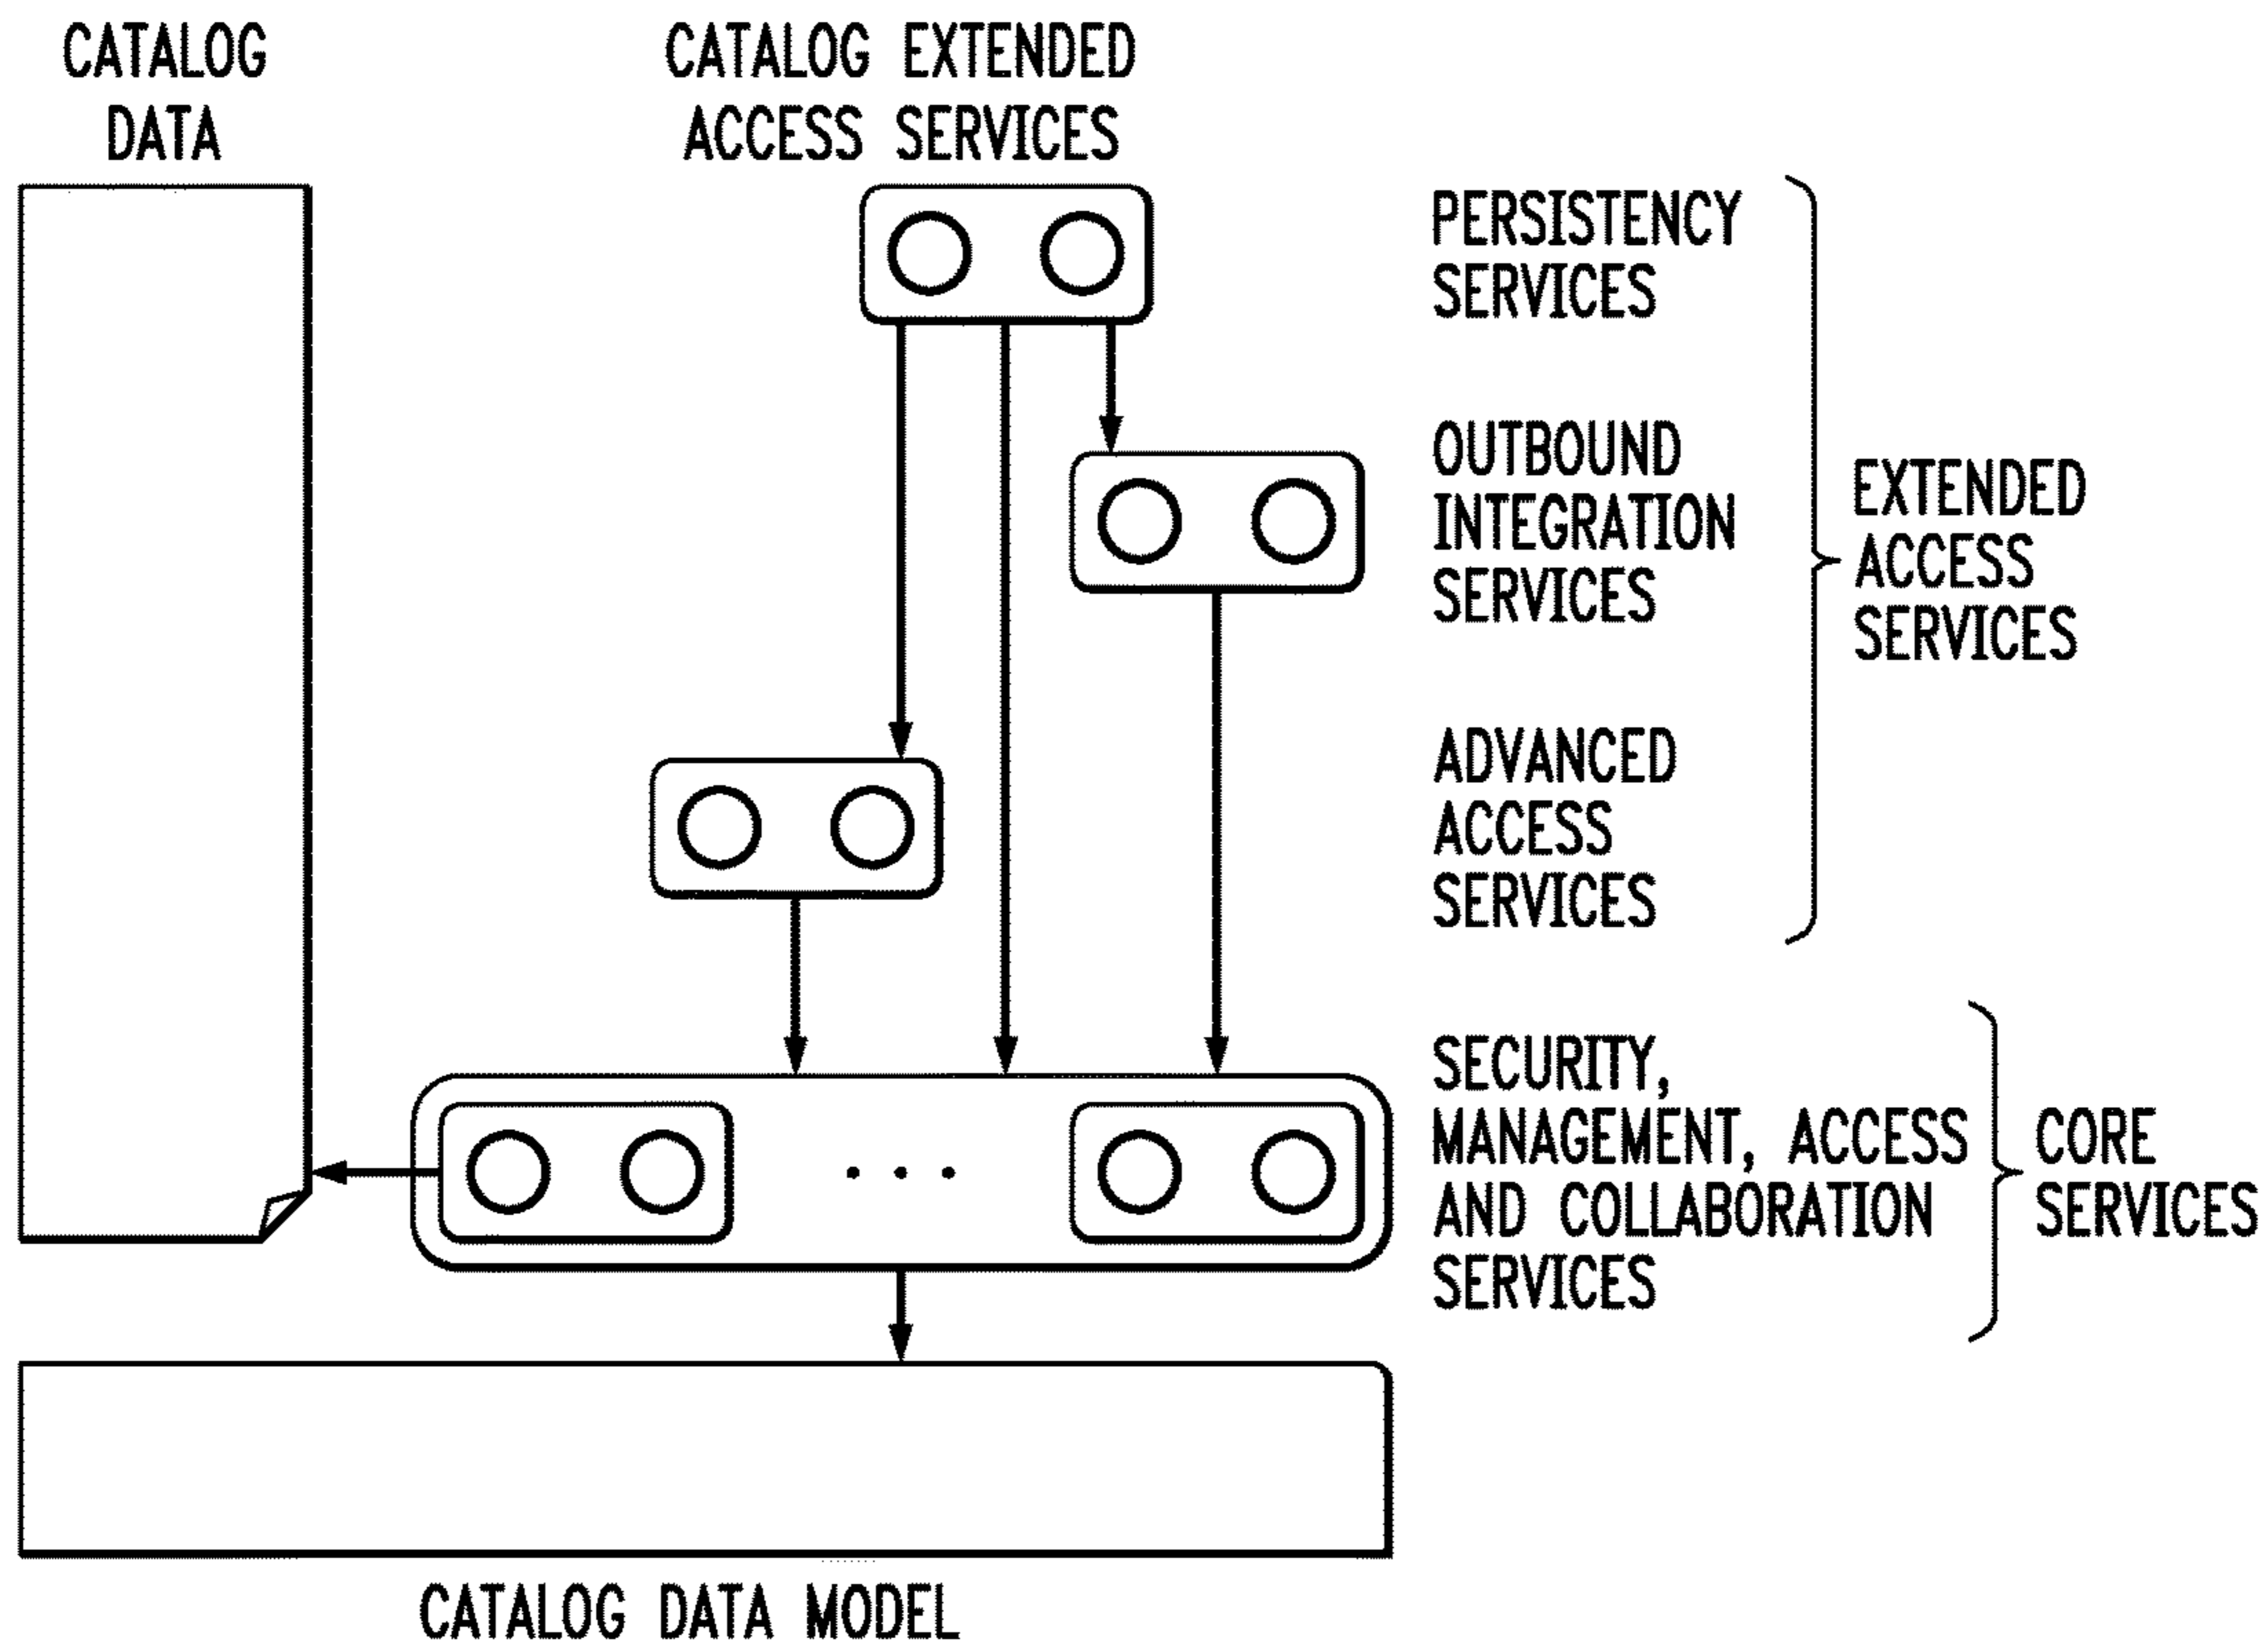 CATALOG
DATA
CATALOG EXTENDED
ACCESS SERVICES
PERSISTENCY
SERVICES
OUTBOUND
INTEGRATION
SERVICES
EXTENDED
ACCESS
SERVICES
ADVANCED
ACCESS
SERVICES
SECURITY,
MANAGEMENT, ACCESS
AND COLLABORATION
SERVICES
CORE
SERVICES
CATALOG DATA MODEL